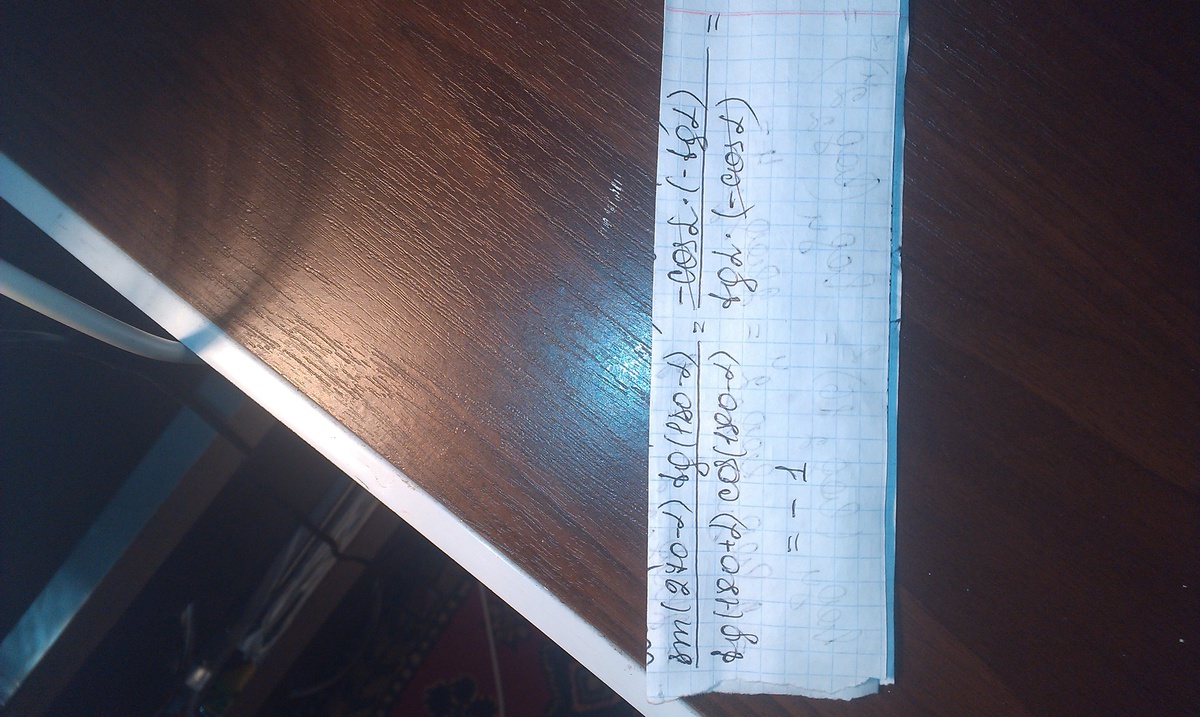 sin(270-α) tg(180-α) = -cosα·(-tgα) =
tg(180+α) cos(180-α) tgα·(-cosα)
= - 1